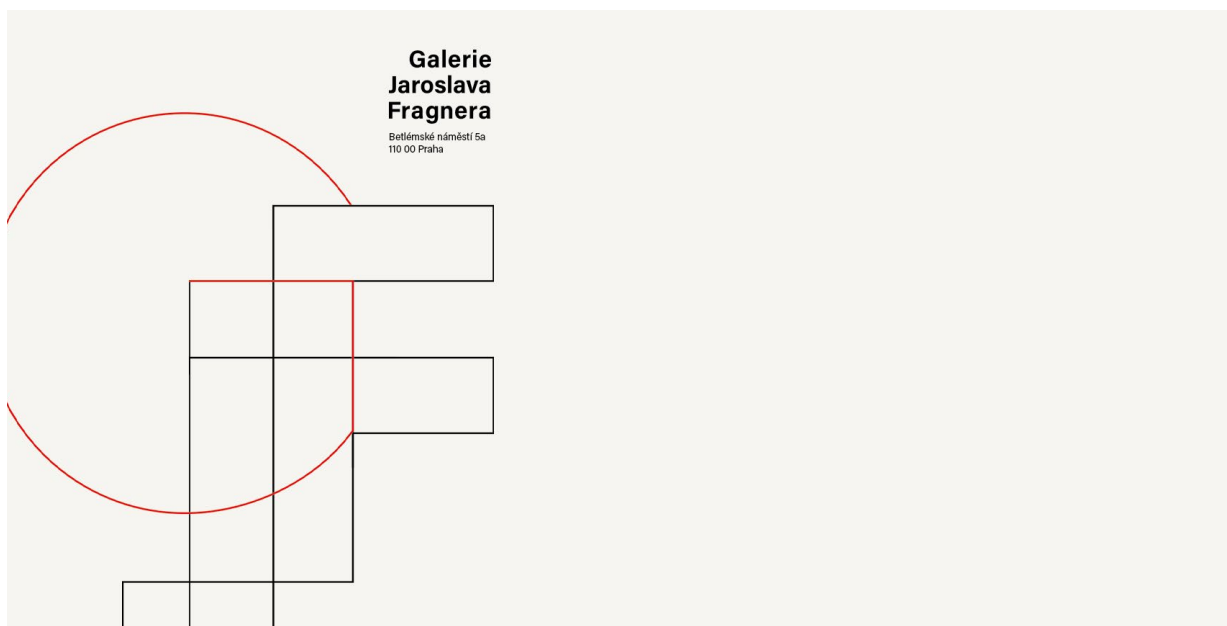 Galerie
Jaroslava
Fragnera
Betlémské náměstí 5a
110 00 Praha